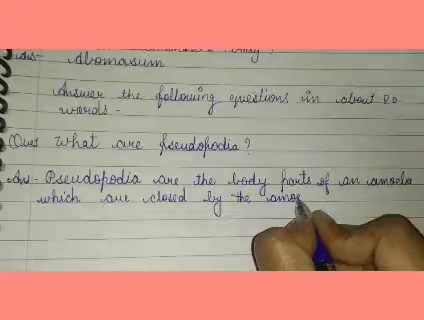 Ans- Abomasum
Answer the following questions in about 20
words-
Ques What are Pseudopodia?
Ans- Pseudopodia are the body parts of an amoeba
which are closed by the amoe